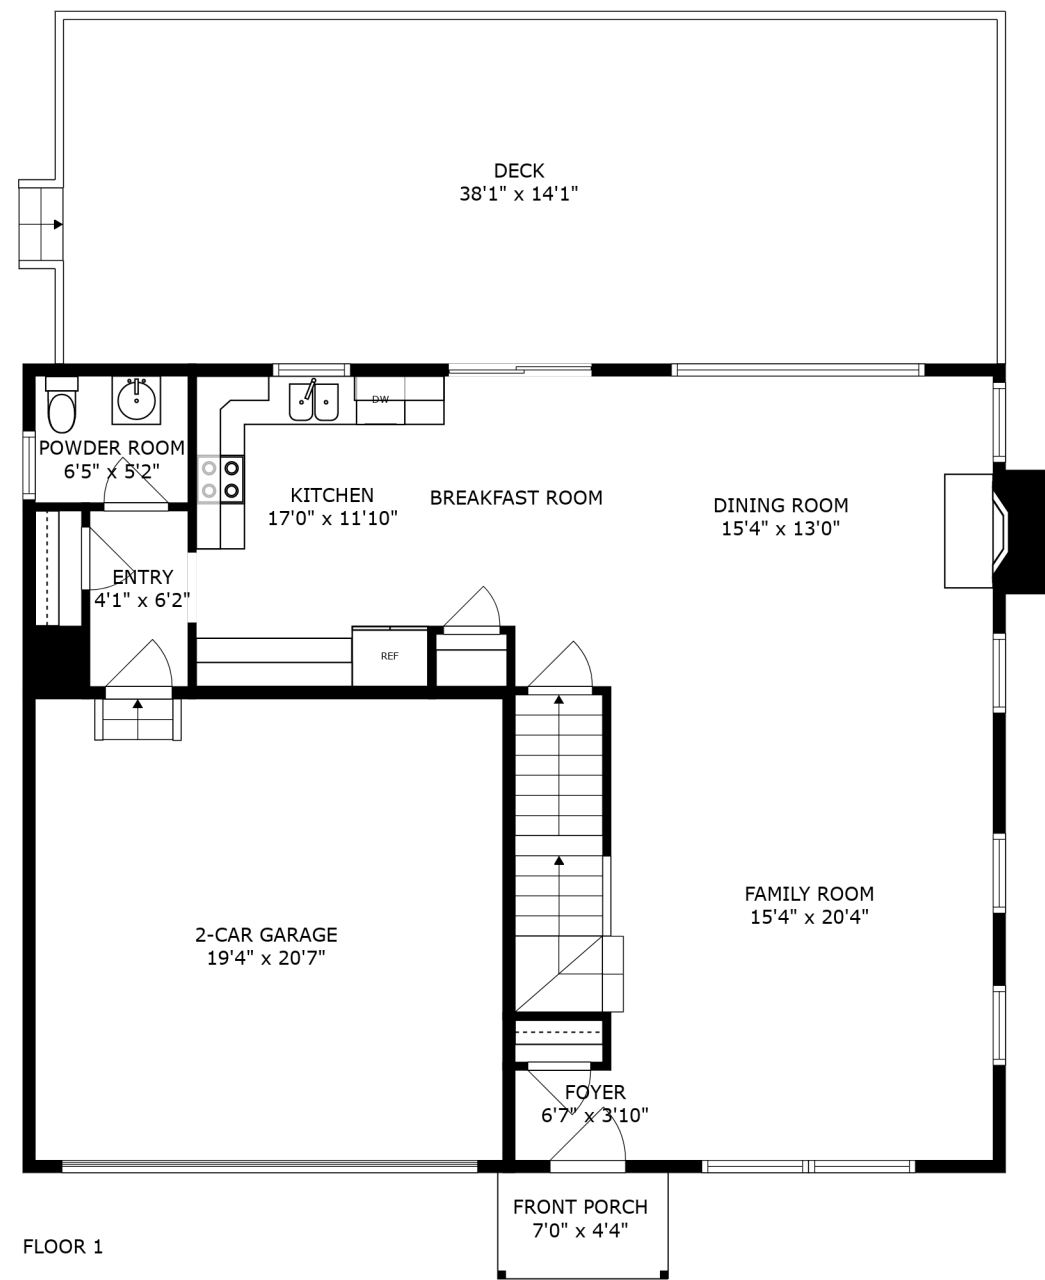 DECK
38'1" x 14'1"
DW
POWDER ROOM
6'5" x 5'2"
KITCHEN
17'0" x 11'10"
BREAKFAST ROOM
DINING ROOM
15'4" x 13'0"
ENTRY
4'1" x 6'2"
REF
FAMILY ROOM
15'4" x 20'4"
2-CAR GARAGE
19'4" x 20'7"
FOYER
6'7" x 3'10"
FRONT PORCH
7'0" x 4'4"
FLOOR 1